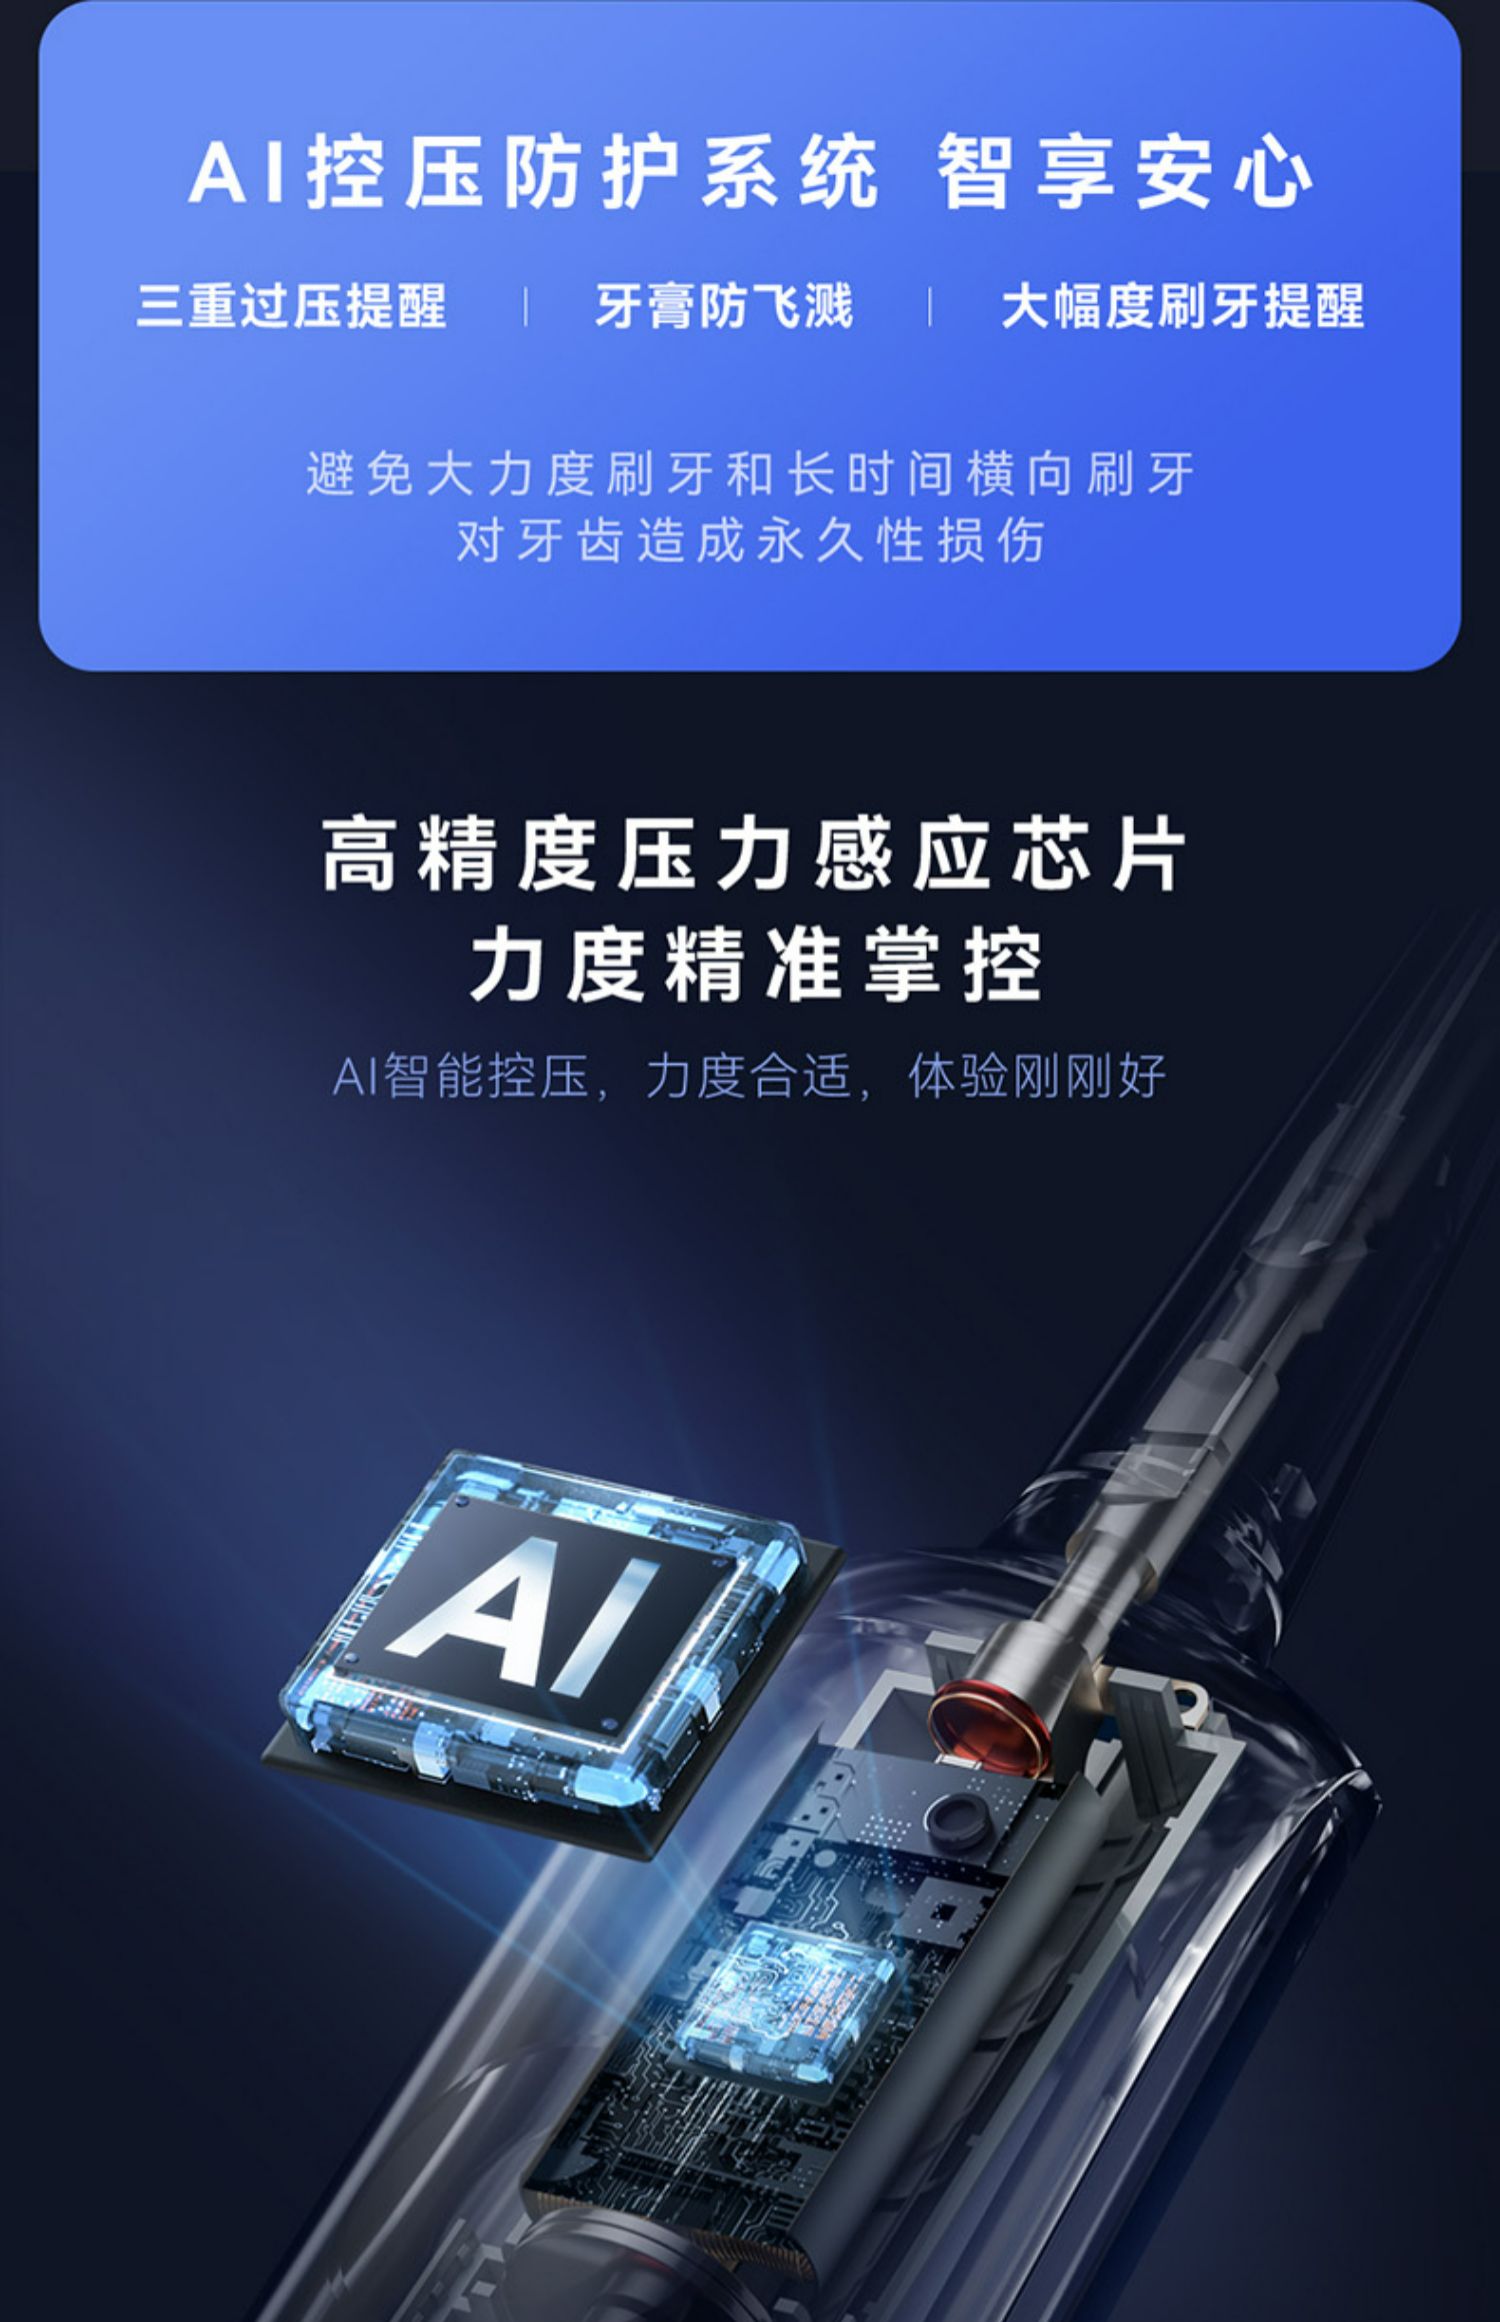 AI控压防护系统 智享安心
三重过压提醒 | 牙膏防飞溅 | 大幅度刷牙提醒
避免大力度刷牙和长时间横向刷牙
对牙齿造成永久性损伤
高精度压力感应芯片
力度精准掌控
AI智能控压，力度合适，体验刚刚好
AI